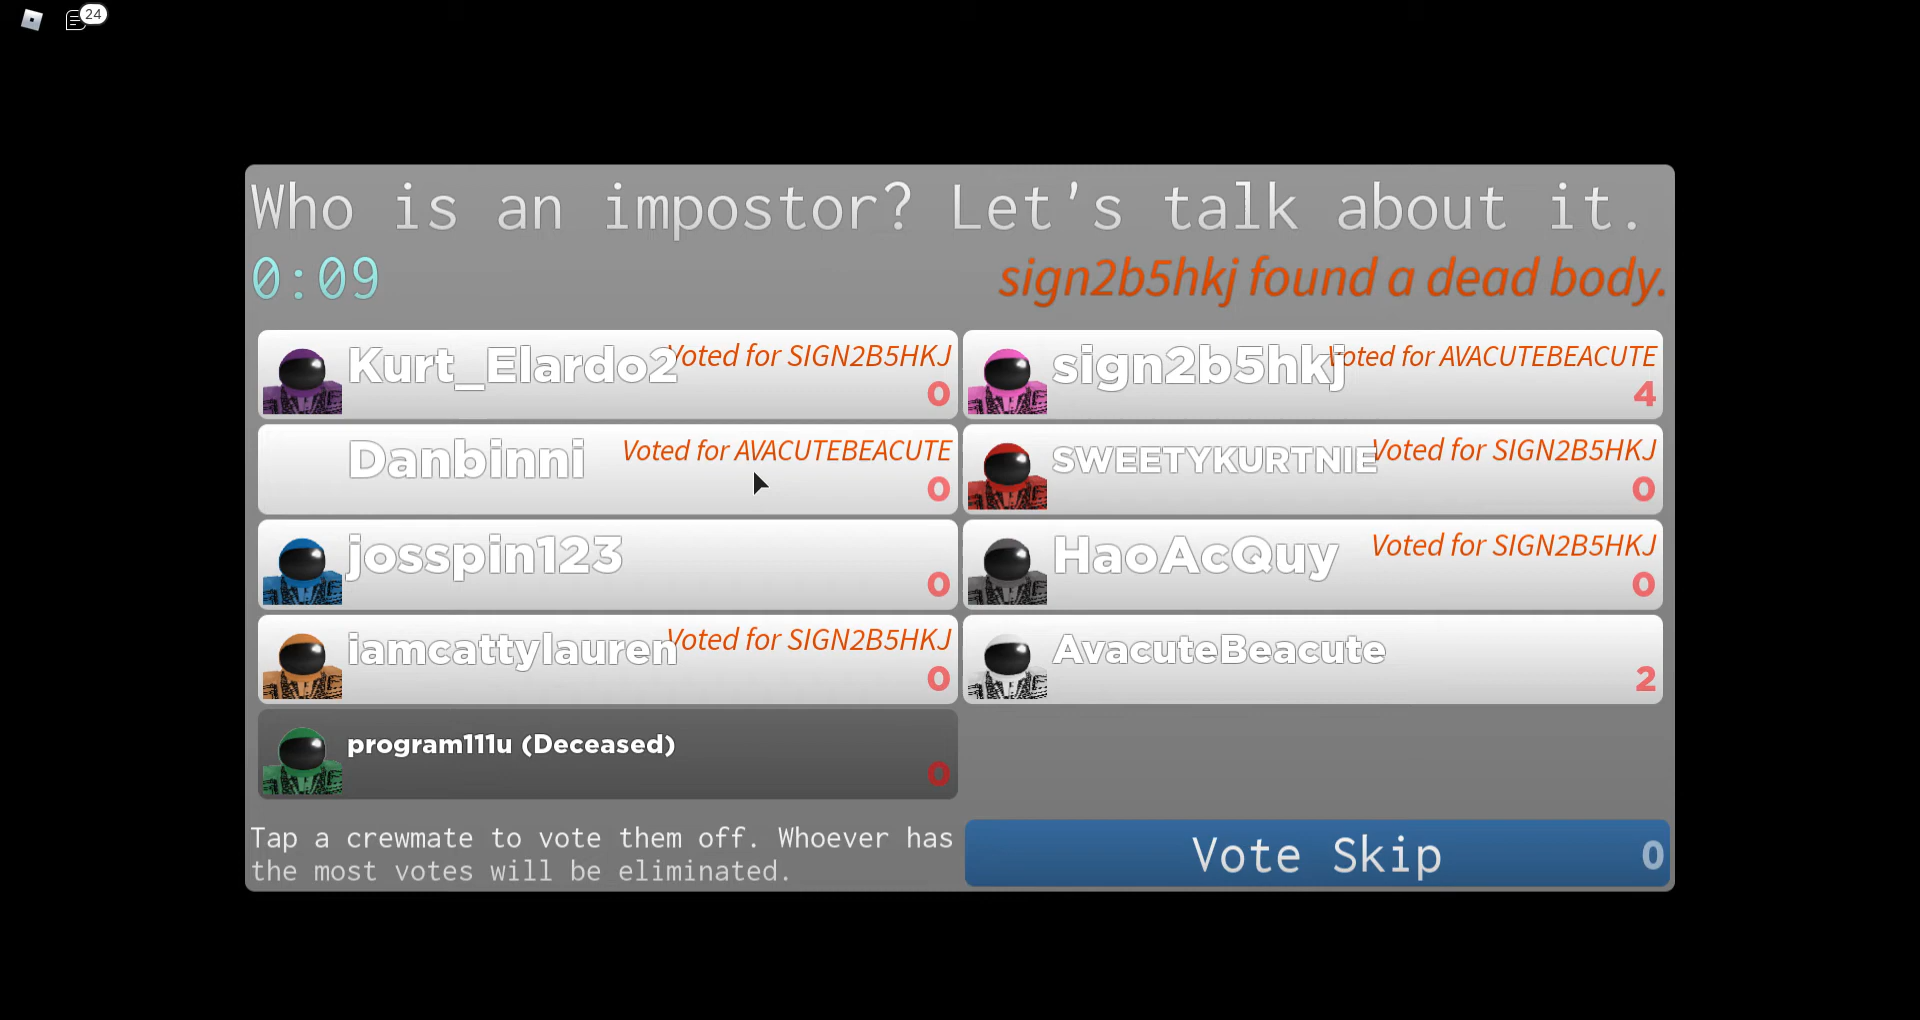 24
Who is an impostor? Let's talk about it.
0:09
sign2b5hkj found a dead body.
Kurt_Elardo2
Voted for SIGN2B5HKJ
0
sign2b5hkj
Voted for AVACUTEBEACUTE
4
Danbinni
Voted for AVACUTEBEACUTE
0
SWEETYKURTNIE
Voted for SIGN2B5HKJ
0
josspin123
0
HaoAcQuy
Voted for SIGN2B5HKJ
0
iamcattylauren
Voted for SIGN2B5HKJ
0
AvacuteBeacute
2
program111u (Deceased)
0
Tap a crewmate to vote them off. Whoever has
the most votes will be eliminated.
Vote Skip
0